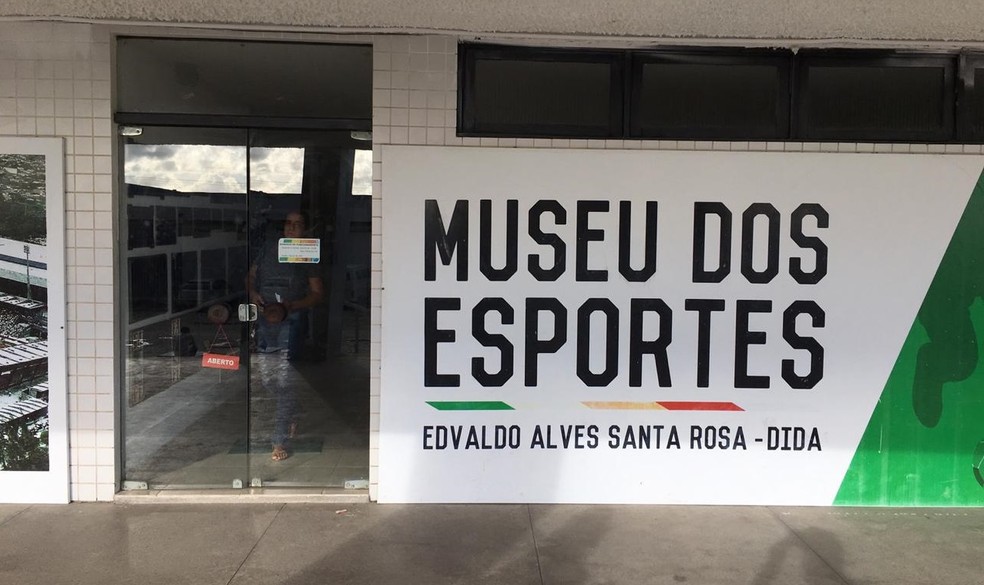 MUSEU DOS
ESPORTES
EDVALDO ALVES SANTA ROSA - DIDA
ABERTO